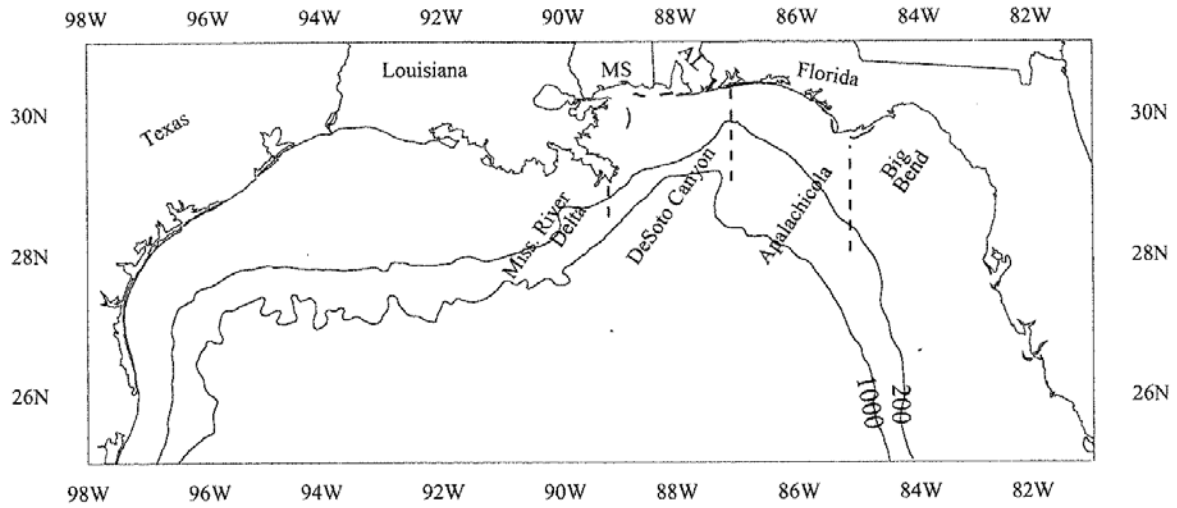 98W 96W 94W 92W 90W 88W 86W 84W 82W
Louisiana
MS
AL
Florida
30N
30N
Texas
Big
Bend
Miss. River
Delta
DeSoto Canyon
Apalachicola
28N
28N
26N
26N
1000
200
98W 96W 94W 92W 90W 88W 86W 84W 82W